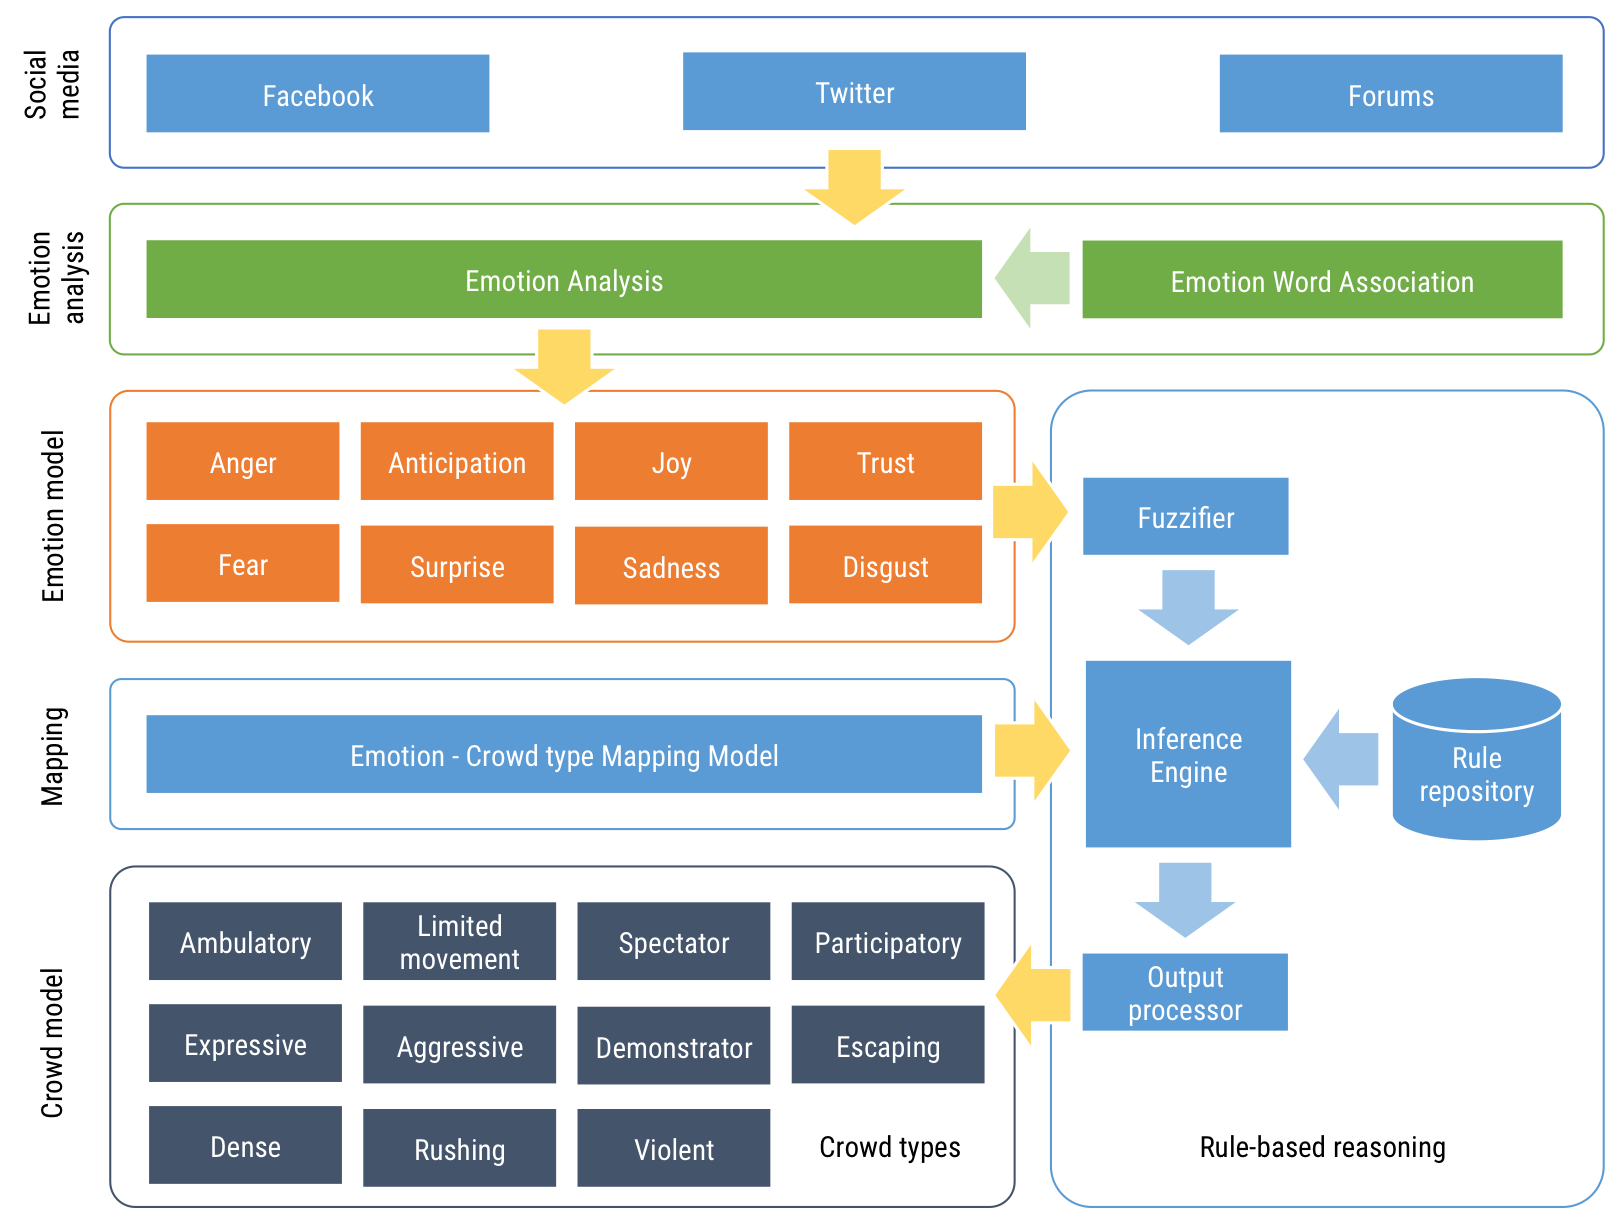 Social
media
Facebook
Twitter
Forums
Emotion
analysis
Emotion Analysis
Emotion Word Association
Emotion model
Anger
Anticipation
Joy
Trust
Fear
Surprise
Sadness
Disgust
Fuzzifier
Mapping
Emotion - Crowd type Mapping Model
Inference
Engine
Rule
repository
Crowd model
Ambulatory
Limited
movement
Spectator
Participatory
Output
processor
Expressive
Aggressive
Demonstrator
Escaping
Dense
Rushing
Violent
Crowd types
Rule-based reasoning